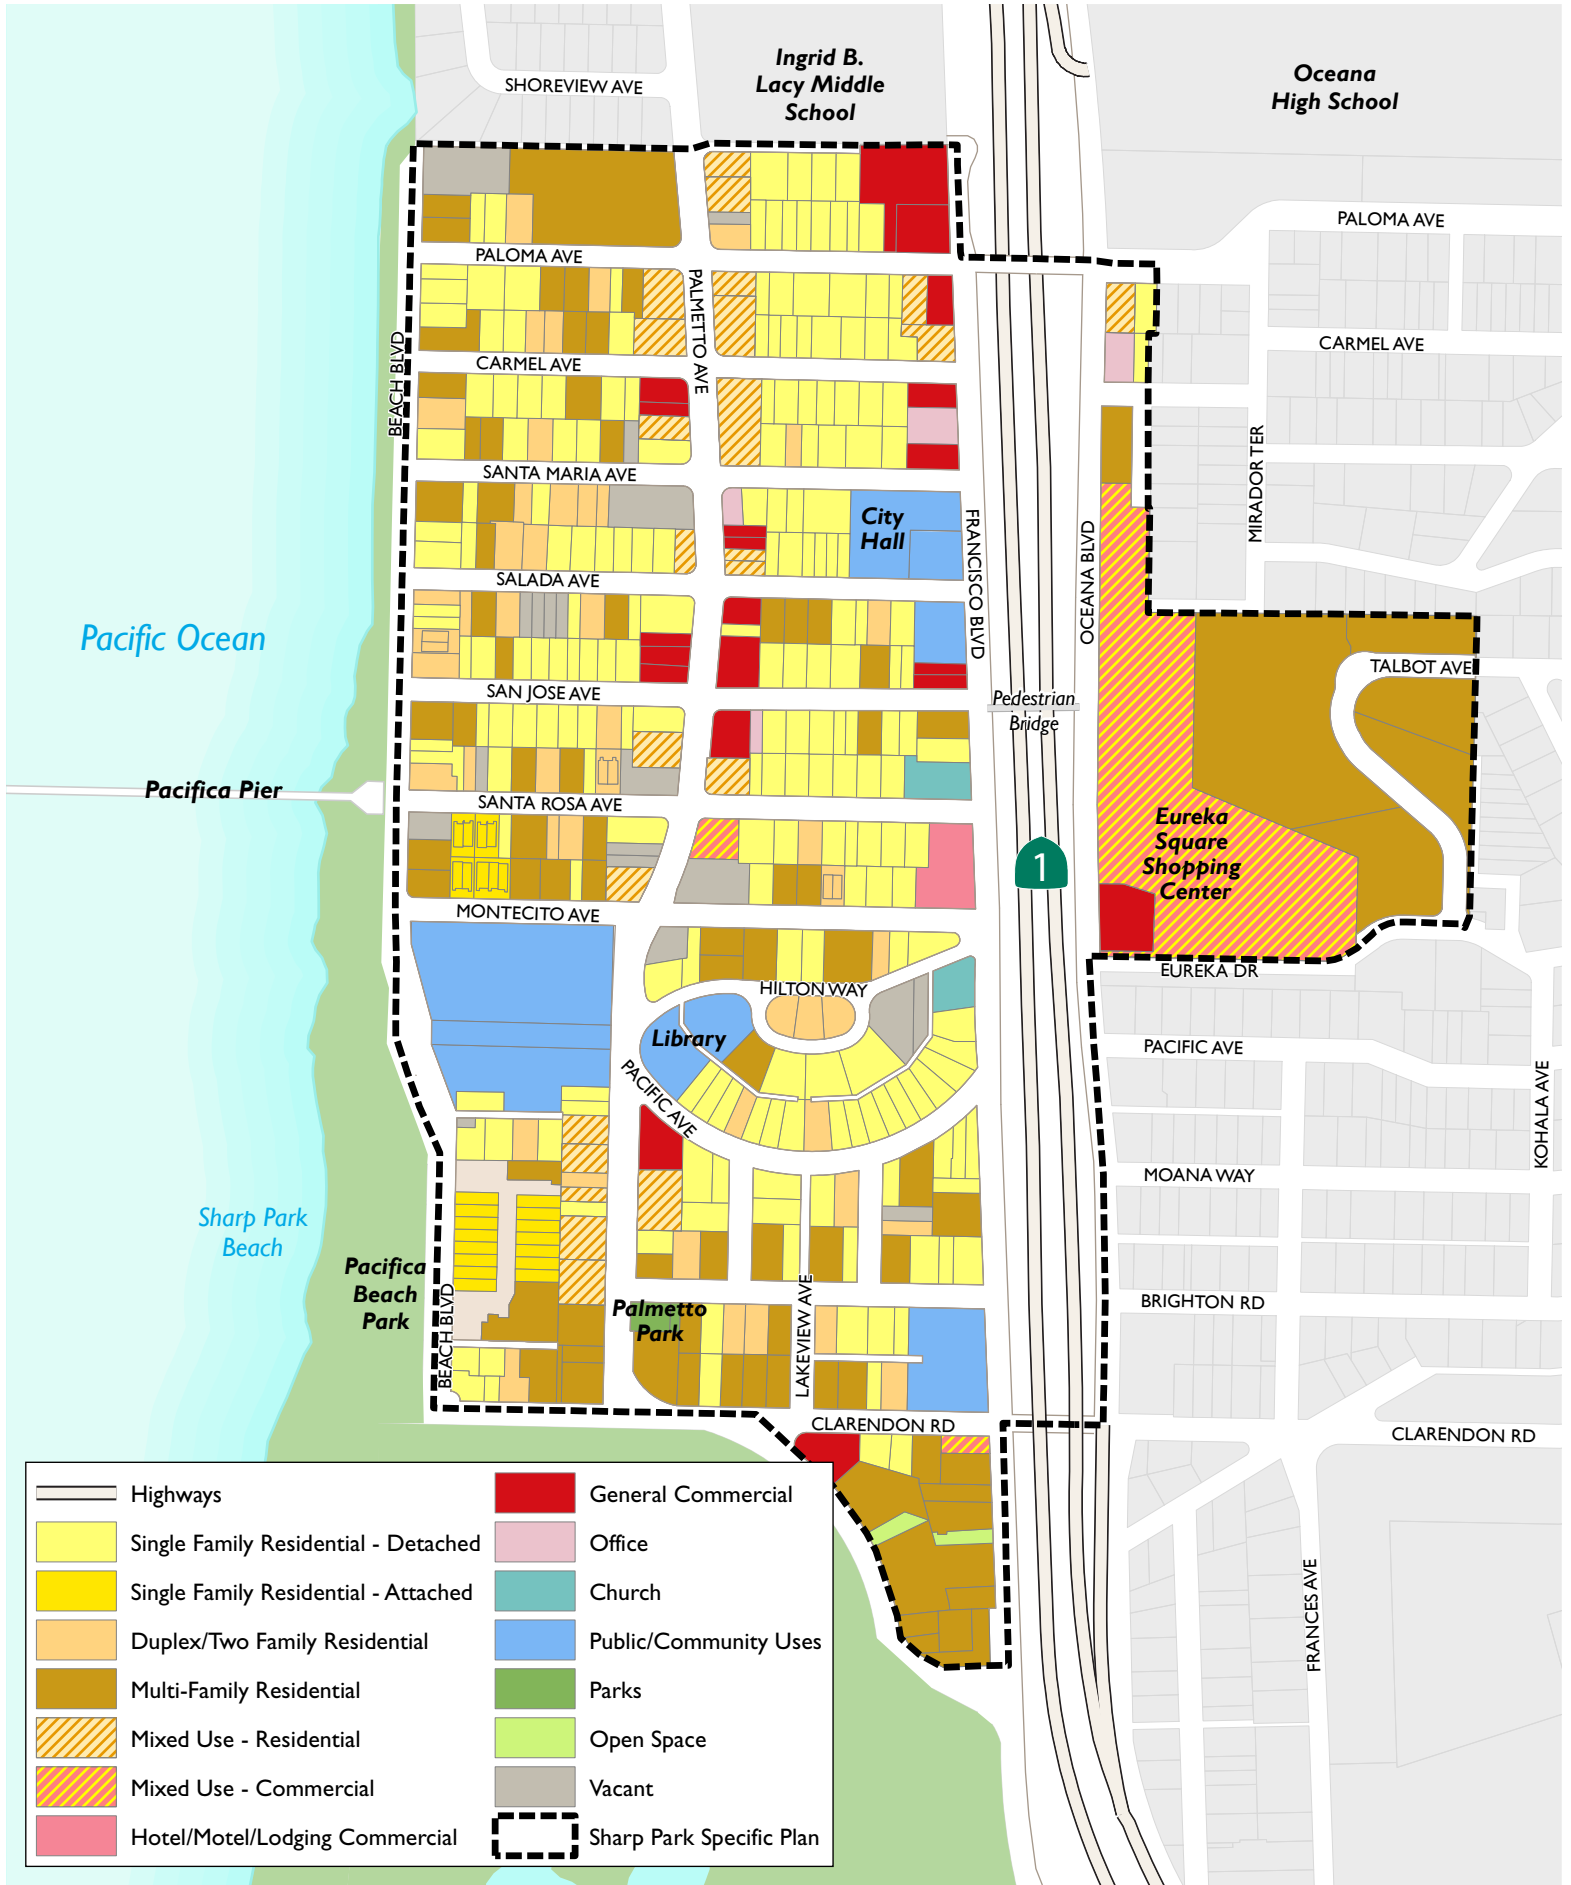 Ingrid B.
Lacy Middle
School
Oceana
High School
SHOREVIEW AVE
PALOMA AVE
PALOMA AVE
PALMETTO AVE
BEACH BLVD
CARMEL AVE
CARMEL AVE
SANTA MARIA AVE
MIRADOR TER
City
Hall
FRANCISCO BLVD
OCEANA BLVD
SALADA AVE
Pacific Ocean
TALBOT AVE
SAN JOSE AVE
Pedestrian
Bridge
Pacifica Pier
SANTA ROSA AVE
Eureka
Square
Shopping
Center
1
MONTECITO AVE
EUREKA DR
HILTON WAY
Library
PACIFIC AVE
PACIFIC AVE
KOHALA AVE
MOANA WAY
Sharp Park
Beach
Pacifica
Beach
Park
BEACH BLVD
Palmetto
Park
LAKEVIEW AVE
BRIGHTON RD
CLARENDON RD
CLARENDON RD
FRANCES AVE
Highways
Single Family Residential - Detached
Single Family Residential - Attached
Duplex/Two Family Residential
Multi-Family Residential
Mixed Use - Residential
Mixed Use - Commercial
Hotel/Motel/Lodging Commercial
General Commercial
Office
Church
Public/Community Uses
Parks
Open Space
Vacant
Sharp Park Specific Plan